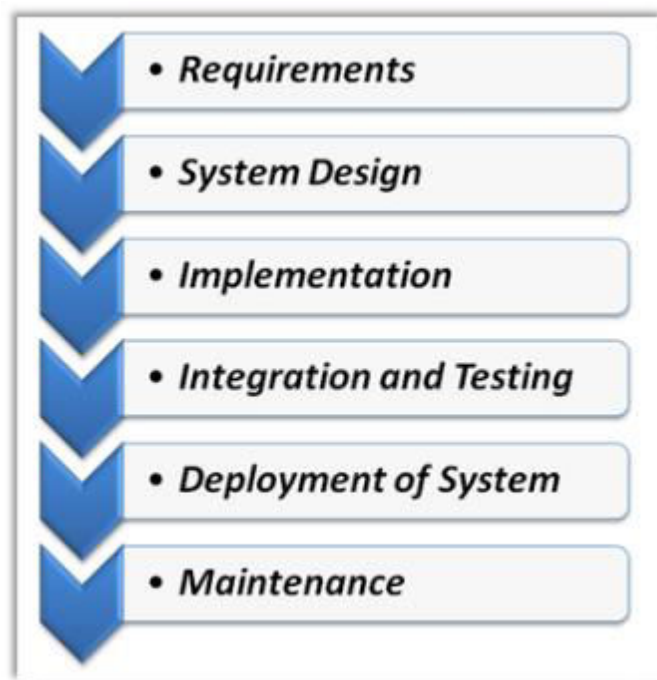 • Requirements
• System Design
• Implementation
• Integration and Testing
• Deployment of System
• Maintenance